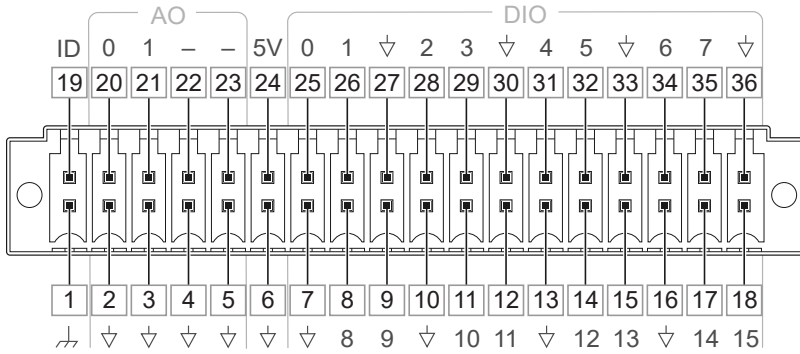 AO DIO
ID 0 1 – – 5V 0 1 2 3 4 5 6 7
19 20 21 22 23 24 25 26 27 28 29 30 31 32 33 34 35 36
1 2 3 4 5 6 7 8 9 10 11 12 13 14 15 16 17 18
8 9 10 11 12 13 14 15